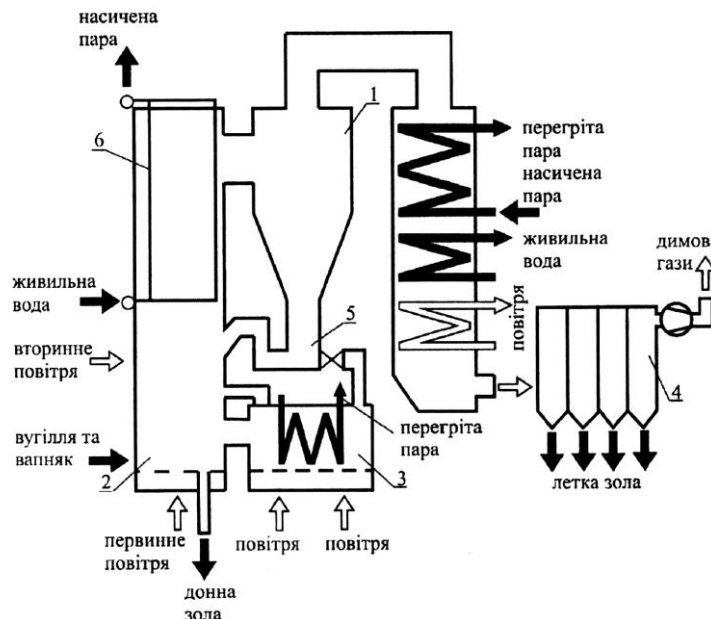 насичена
пара
1
6
перегріта
пара
насичена
пара
живильна
вода
димові
гази
живильна
вода
5
повітря
вторинне
повітря
4
вугілля та
вапняк
2
3
перегріта
пара
летка зола
первинне
повітря
повітря
повітря
донна
зола